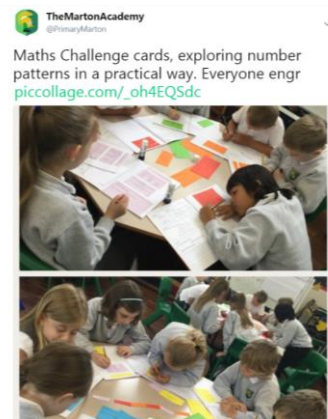 TheMartonAcademy
@PrimaryMarton
Maths Challenge cards, exploring number
patterns in a practical way. Everyone engr
piccollage.com/_oh4EQSdc